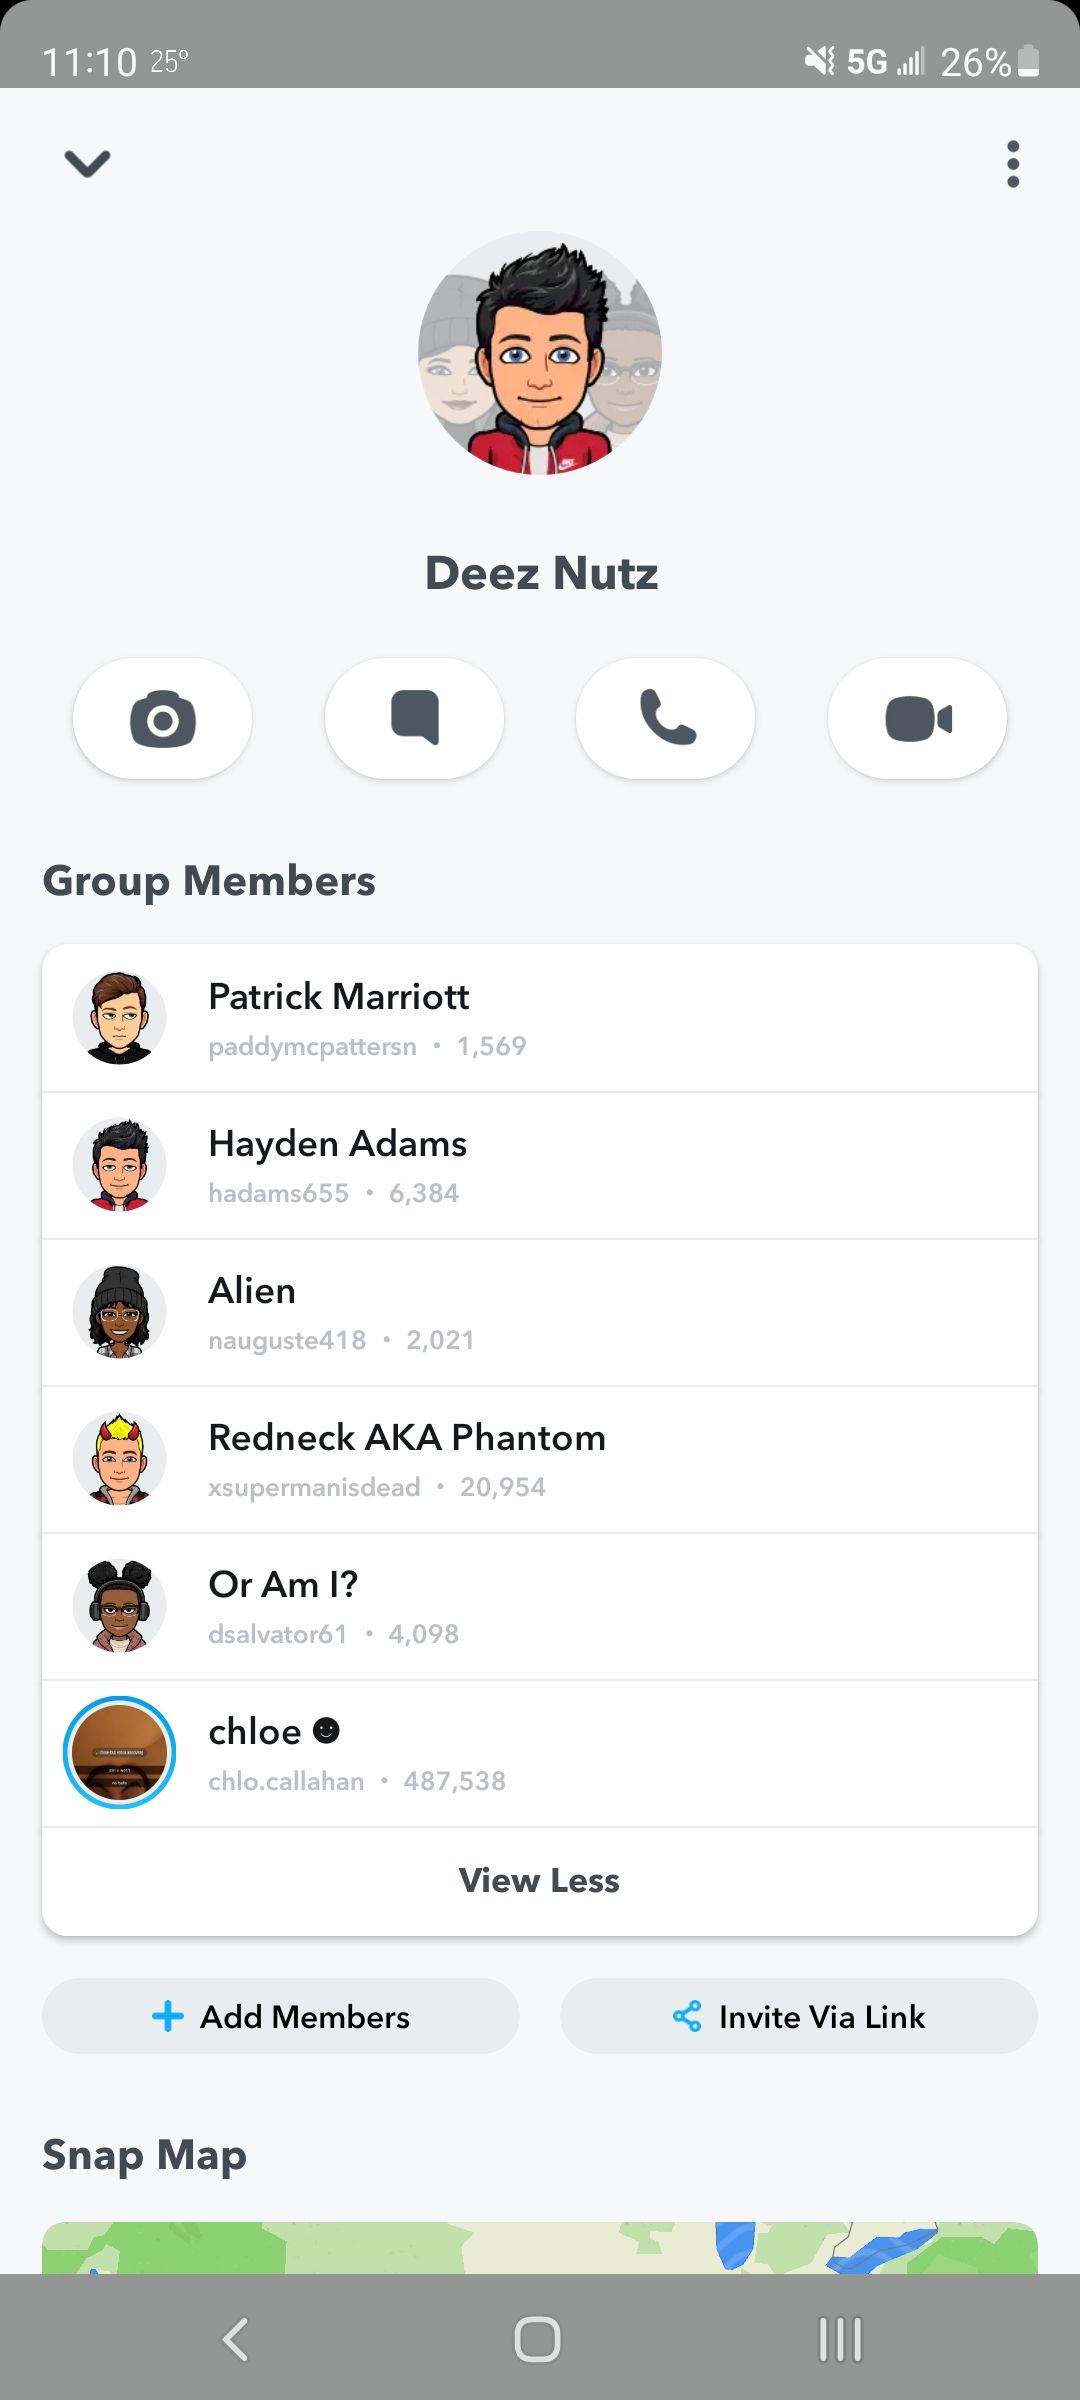 11:10 25° 5G 26%
Deez Nutz
Group Members
Patrick Marriott
paddymcpattersn • 1,569
Hayden Adams
hadams655 • 6,384
Alien
nauguste418 • 2,021
Redneck AKA Phantom
xsupermanisdead • 20,954
Or Am I?
dsalvator61 • 4,098
chloe ☻
chlo.callahan • 487,538
View Less
Add Members
Invite Via Link
Snap Map